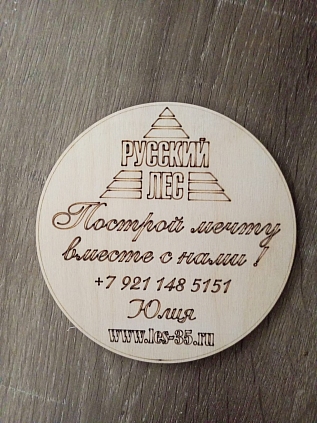 РУССКИЙ
ЛЕС
Построй мечту
вместе с нами !
+7 921 148 5151
Юлия
www.les-35.ru